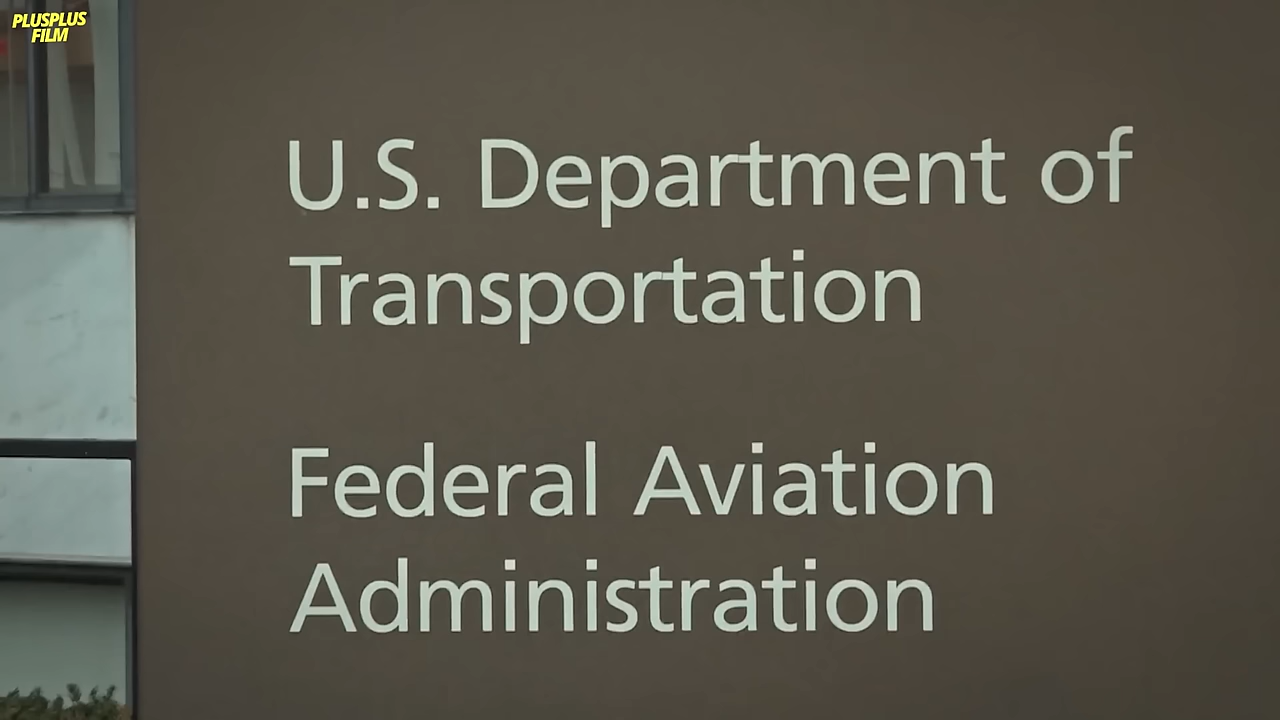 PLUSPLUS
FILM
U.S. Department of
Transportation
Federal Aviation
Administration